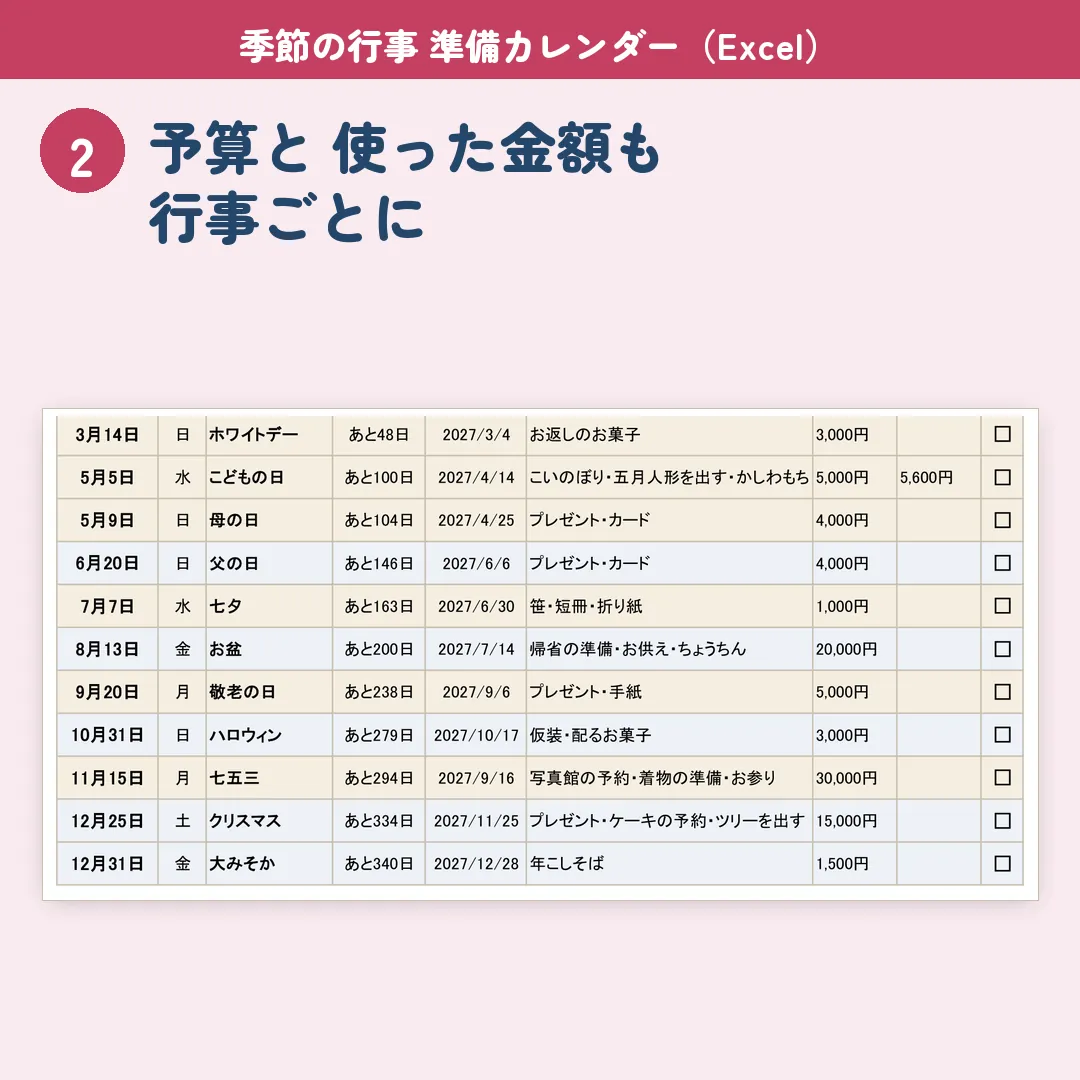 季節の行事 準備カレンダー（Excel）
2 予算と 使った金額も
行事ごとに
3月14日 日 ホワイトデー あと48日 2027/3/4 お返しのお菓子 3,000円 □
5月5日 水 こどもの日 あと100日 2027/4/14 こいのぼり・五月人形を出す・かしわもち 5,000円 5,600円 □
5月9日 日 母の日 あと104日 2027/4/25 プレゼント・カード 4,000円 □
6月20日 日 父の日 あと146日 2027/6/6 プレゼント・カード 4,000円 □
7月7日 水 七夕 あと163日 2027/6/30 笹・短冊・折り紙 1,000円 □
8月13日 金 お盆 あと200日 2027/7/14 帰省の準備・お供え・ちょうちん 20,000円 □
9月20日 月 敬老の日 あと238日 2027/9/6 プレゼント・手紙 5,000円 □
10月31日 日 ハロウィン あと279日 2027/10/17 仮装・配るお菓子 3,000円 □
11月15日 月 七五三 あと294日 2027/9/16 写真館の予約・着物の準備・お参り 30,000円 □
12月25日 土 クリスマス あと334日 2027/11/25 プレゼント・ケーキの予約・ツリーを出す 15,000円 □
12月31日 金 大みそか あと340日 2027/12/28 年こしそば 1,500円 □